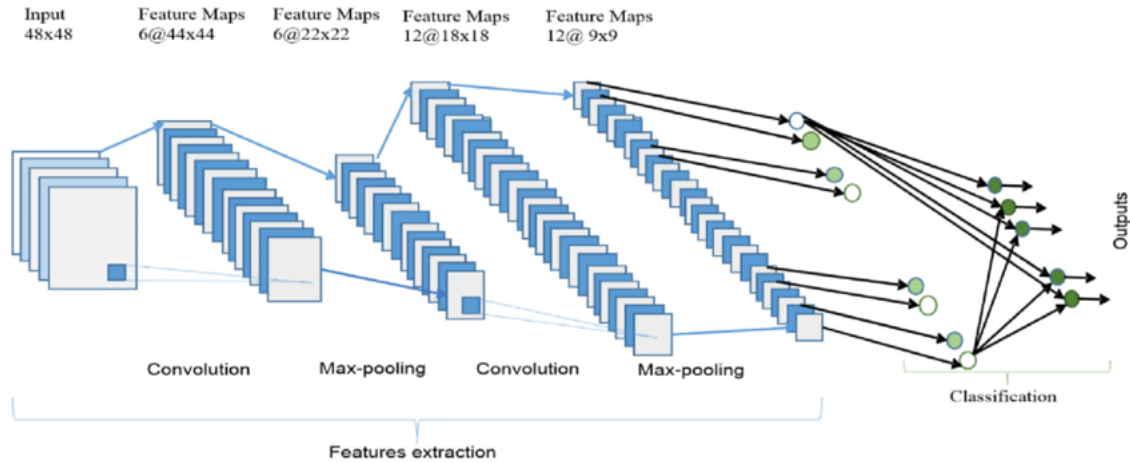 Input
48x48
Feature Maps
6@44x44
Feature Maps
6@22x22
Feature Maps
12@18x18
Feature Maps
12@ 9x9
Outputs
Convolution
Max-pooling
Convolution
Max-pooling
Classification
Features extraction